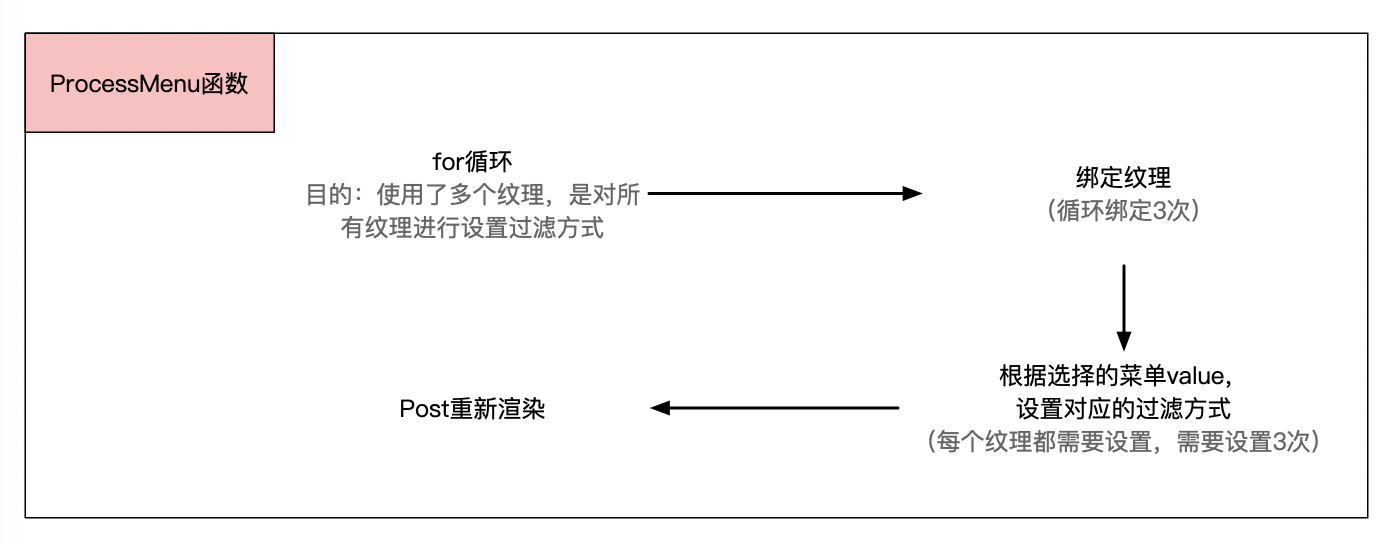 ProcessMenu函数
for循环
目的：使用了多个纹理，是对所
有纹理进行设置过滤方式
绑定纹理
（循环绑定3次）
根据选择的菜单value，
设置对应的过滤方式
（每个纹理都需要设置，需要设置3次）
Post重新渲染